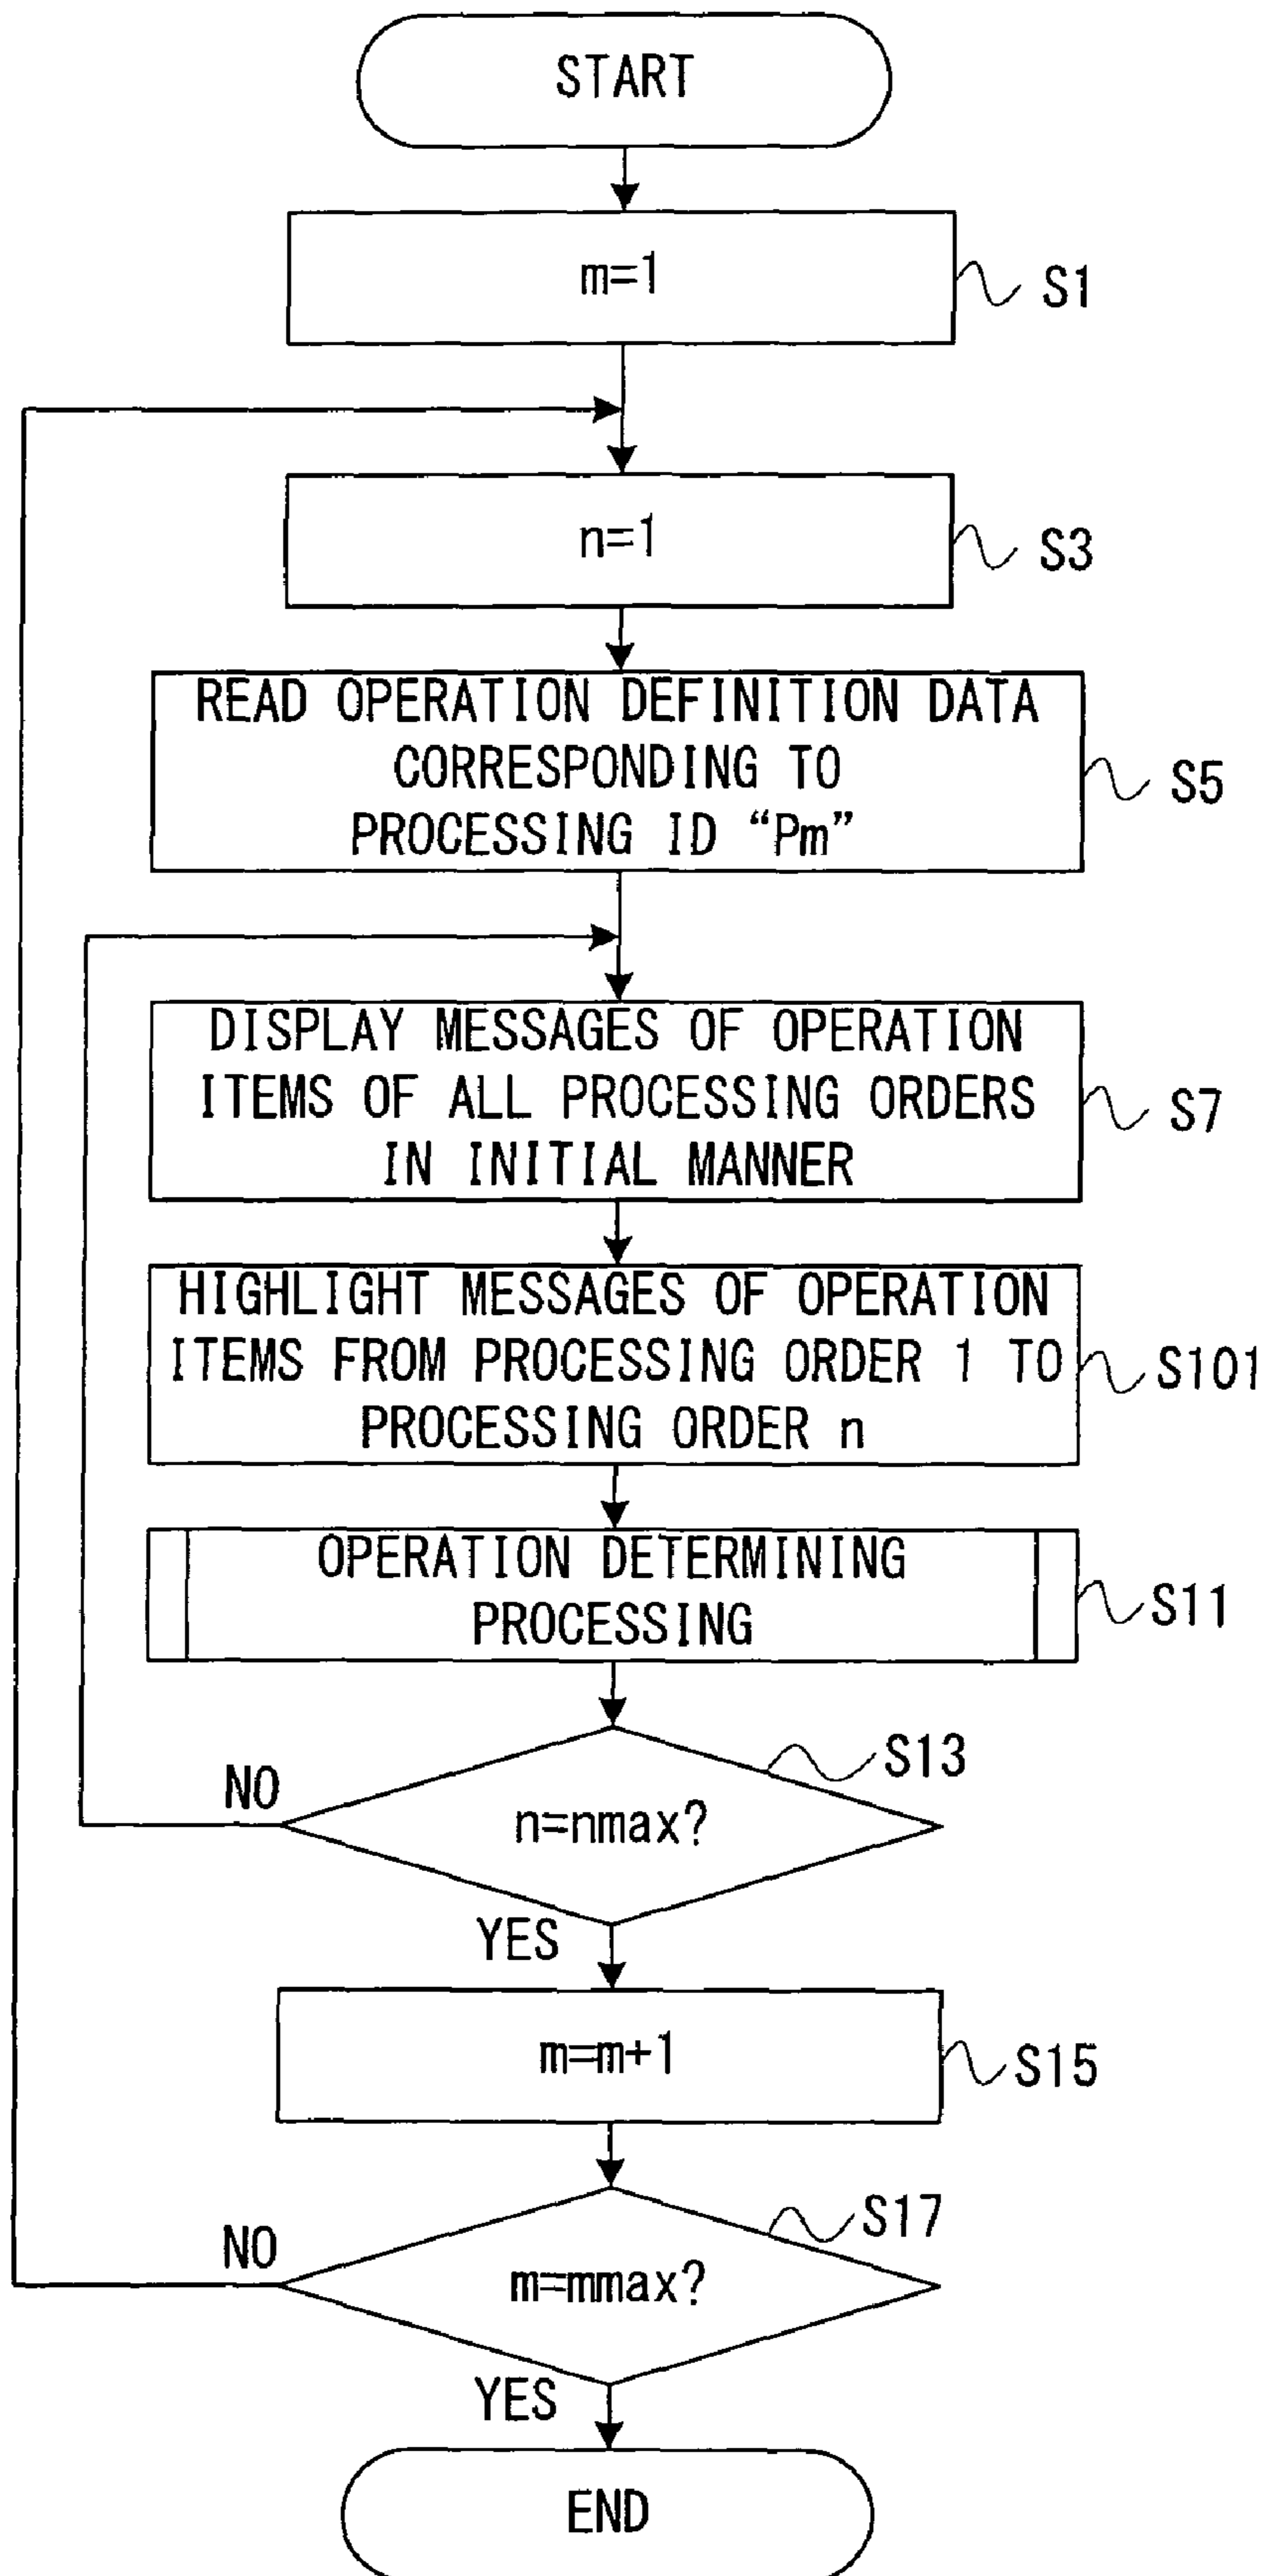 START
m=1
S1
n=1
S3
READ OPERATION DEFINITION DATA
CORRESPONDING TO
PROCESSING ID “Pm”
S5
DISPLAY MESSAGES OF OPERATION
ITEMS OF ALL PROCESSING ORDERS
IN INITIAL MANNER
S7
HIGHLIGHT MESSAGES OF OPERATION
ITEMS FROM PROCESSING ORDER 1 TO
PROCESSING ORDER n
S101
OPERATION DETERMINING
PROCESSING
S11
S13
NO
n=nmax?
YES
m=m+1
S15
S17
NO
m=mmax?
YES
END